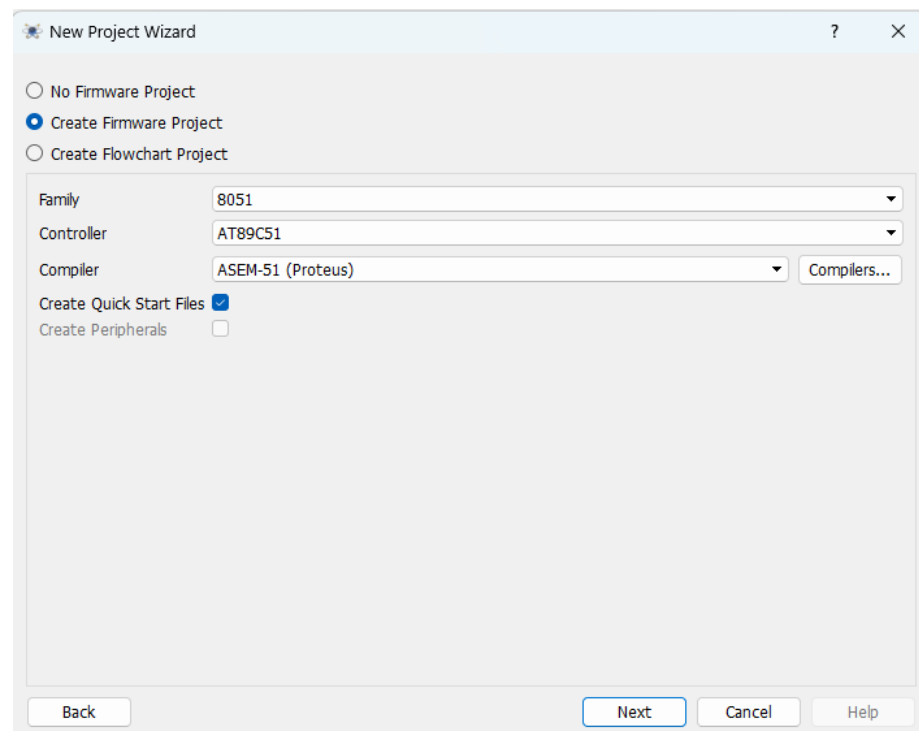 New Project Wizard ?
No Firmware Project
Create Firmware Project
Create Flowchart Project
Family 8051
Controller AT89C51
Compiler ASEM-51 (Proteus) Compilers...
Create Quick Start Files
Create Peripherals
Back Next Cancel Help